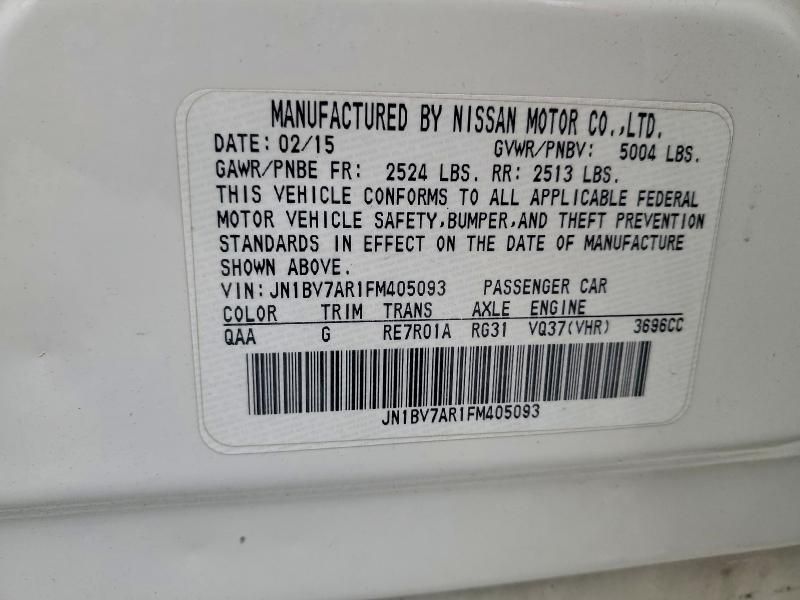 MANUFACTURED BY NISSAN MOTOR CO.,LTD.
DATE: 02/15 GVWR/PNBV: 5004 LBS.
GAWR/PNBE FR: 2524 LBS. RR: 2513 LBS.
THIS VEHICLE CONFORMS TO ALL APPLICABLE FEDERAL
MOTOR VEHICLE SAFETY,BUMPER,AND THEFT PREVENTION
STANDARDS IN EFFECT ON THE DATE OF MANUFACTURE
SHOWN ABOVE.
VIN:JN1BV7AR1FM405093 PASSENGER CAR
COLOR TRIM TRANS AXLE ENGINE
QAA G RE7R01A RG31 VQ37(VHR) 3696CC
JN1BV7AR1FM405093